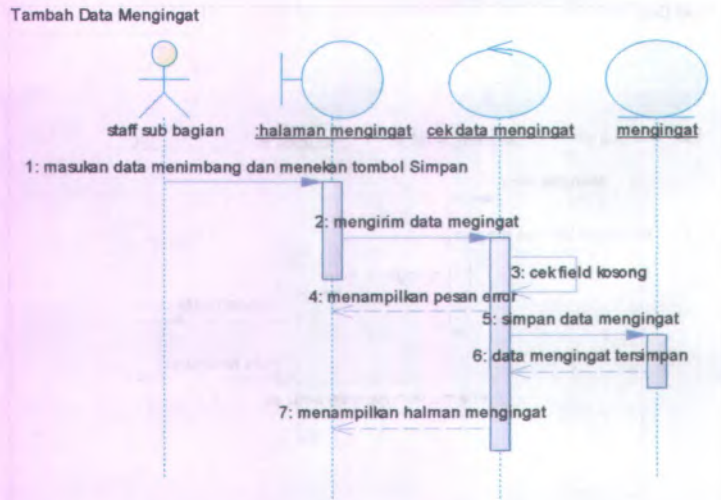 Tambah Data Mengingat
staff sub bagian
:halaman mengingat
cek data mengingat
mengingat
1: masukan data menimbang dan menekan tombol Simpan
2: mengirim data megingat
3: cek field kosong
4: menampilkan pesan error
5: simpan data mengingat
6: data mengingat tersimpan
7: menampilkan halman mengingat